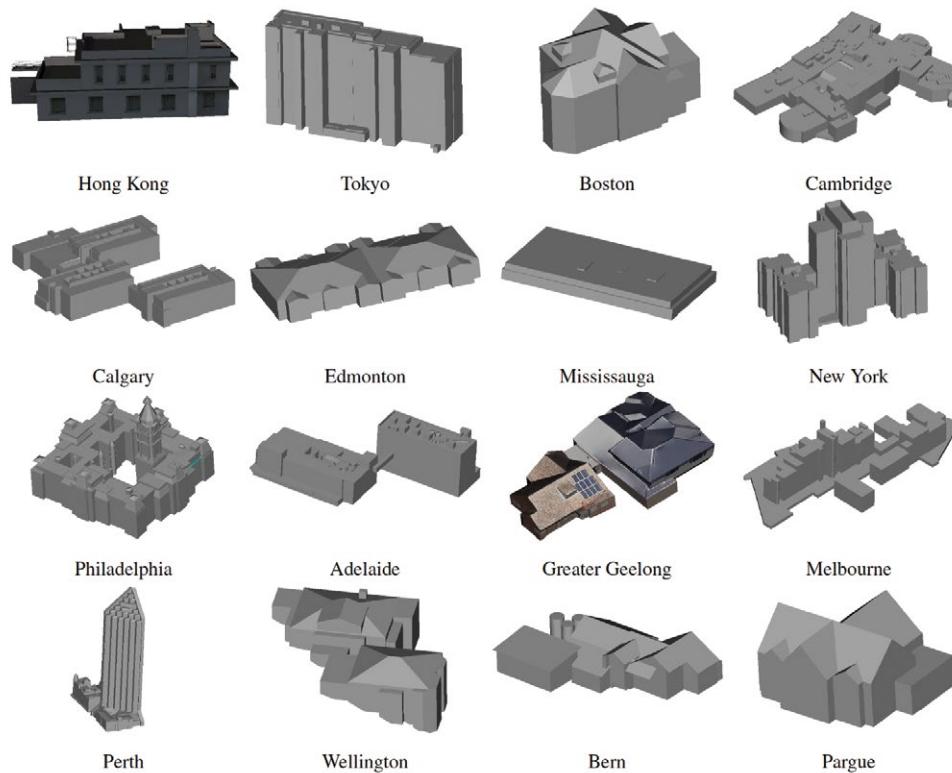 Hong Kong
Tokyo
Boston
Cambridge
Calgary
Edmonton
Mississauga
New York
Philadelphia
Adelaide
Greater Geelong
Melbourne
Perth
Wellington
Bern
Pargue